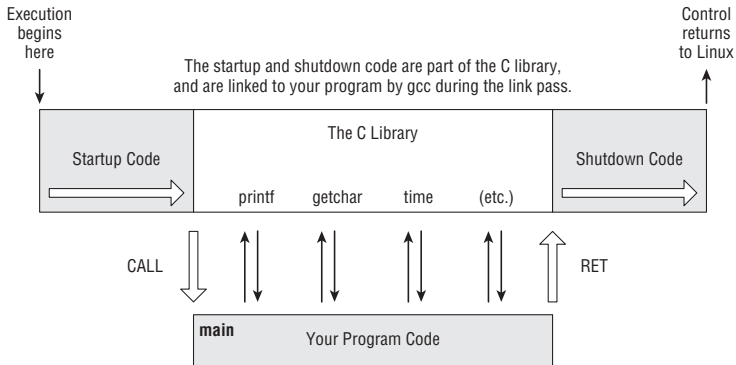 Execution
begins
here
Control
returns
to Linux
The startup and shutdown code are part of the C library,
and are linked to your program by gcc during the link pass.
The C Library
Startup Code
Shutdown Code
printf
getchar
time
(etc.)
CALL
RET
main
Your Program Code